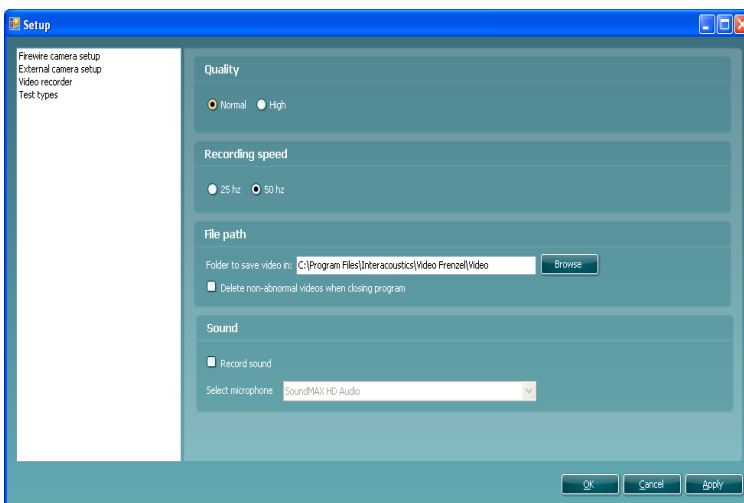 Setup
Firewire camera setup
External camera setup
Video recorder
Test types
Quality
Normal High
Recording speed
25 hz 50 hz
File path
Folder to save video in: C:\Program Files\Interacoustics\Video Frenzel\Video Browse
Delete non-abnormal videos when closing program
Sound
Record sound
Select microphone SoundMAX HD Audio
OK Cancel Apply